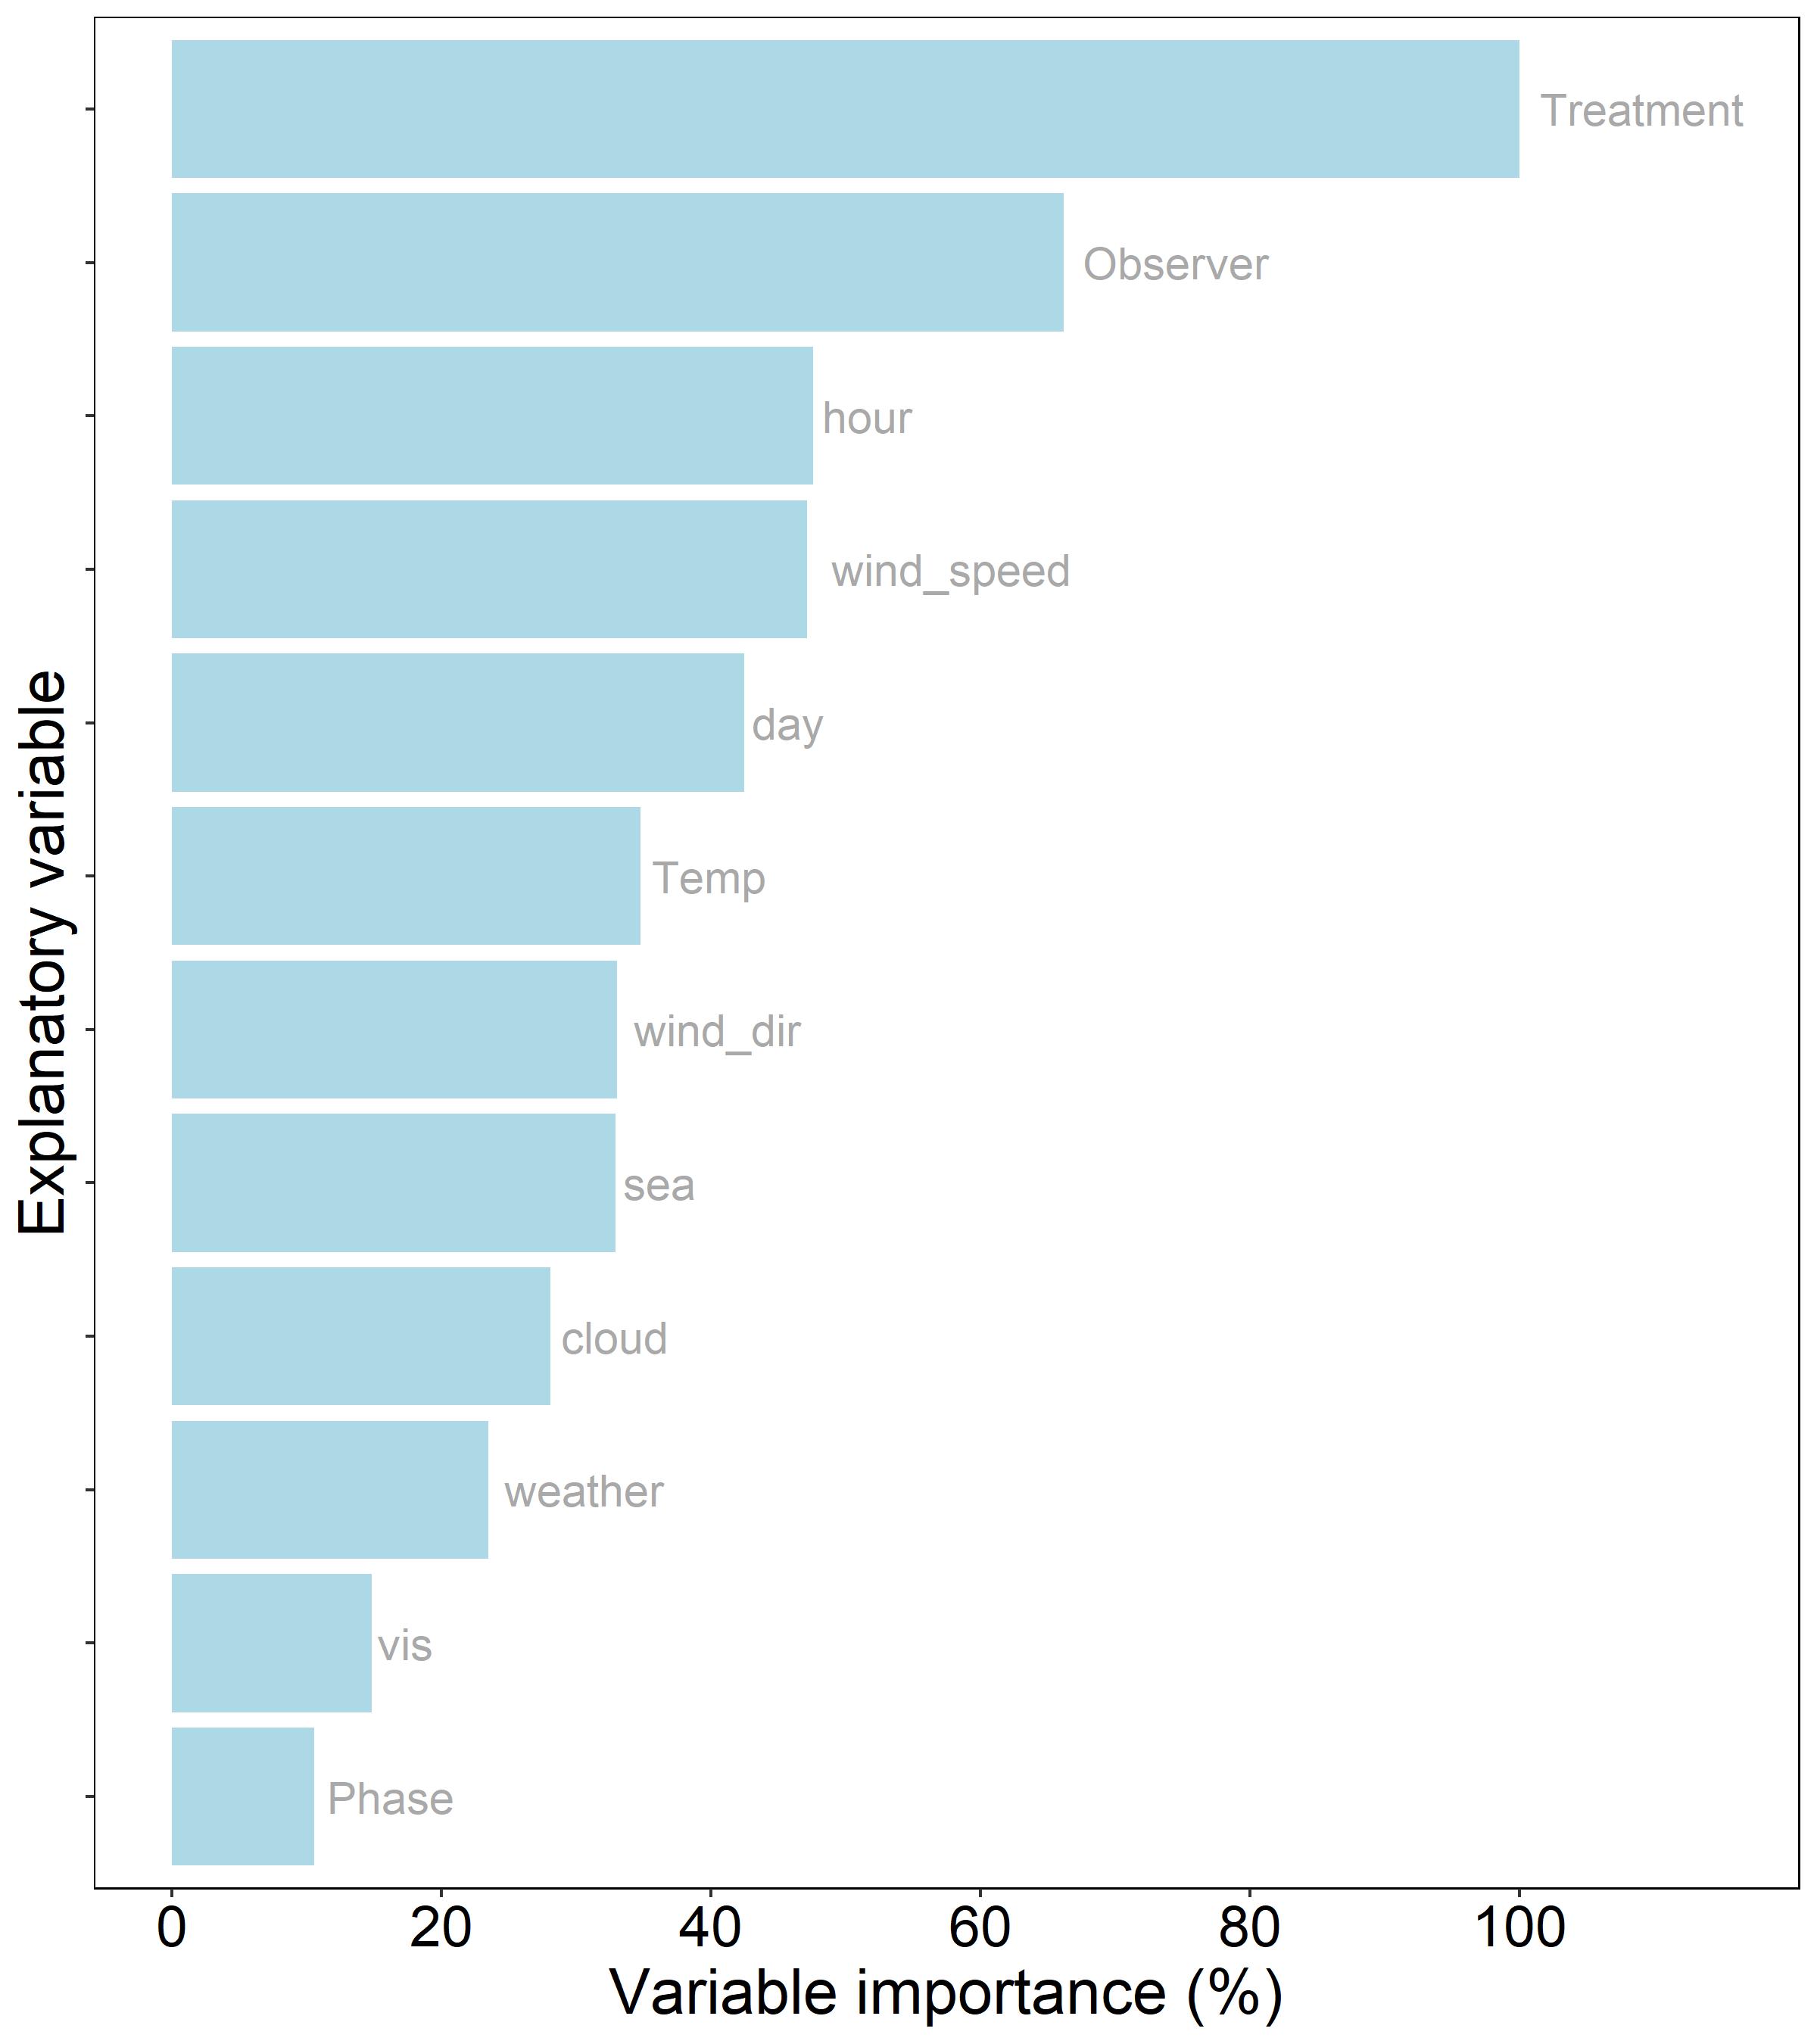 Treatment
Observer
hour
wind_speed
day
Temp
wind_dir
sea
cloud
weather
vis
Phase
Explanatory variable
0 20 40 60 80 100
Variable importance (%)